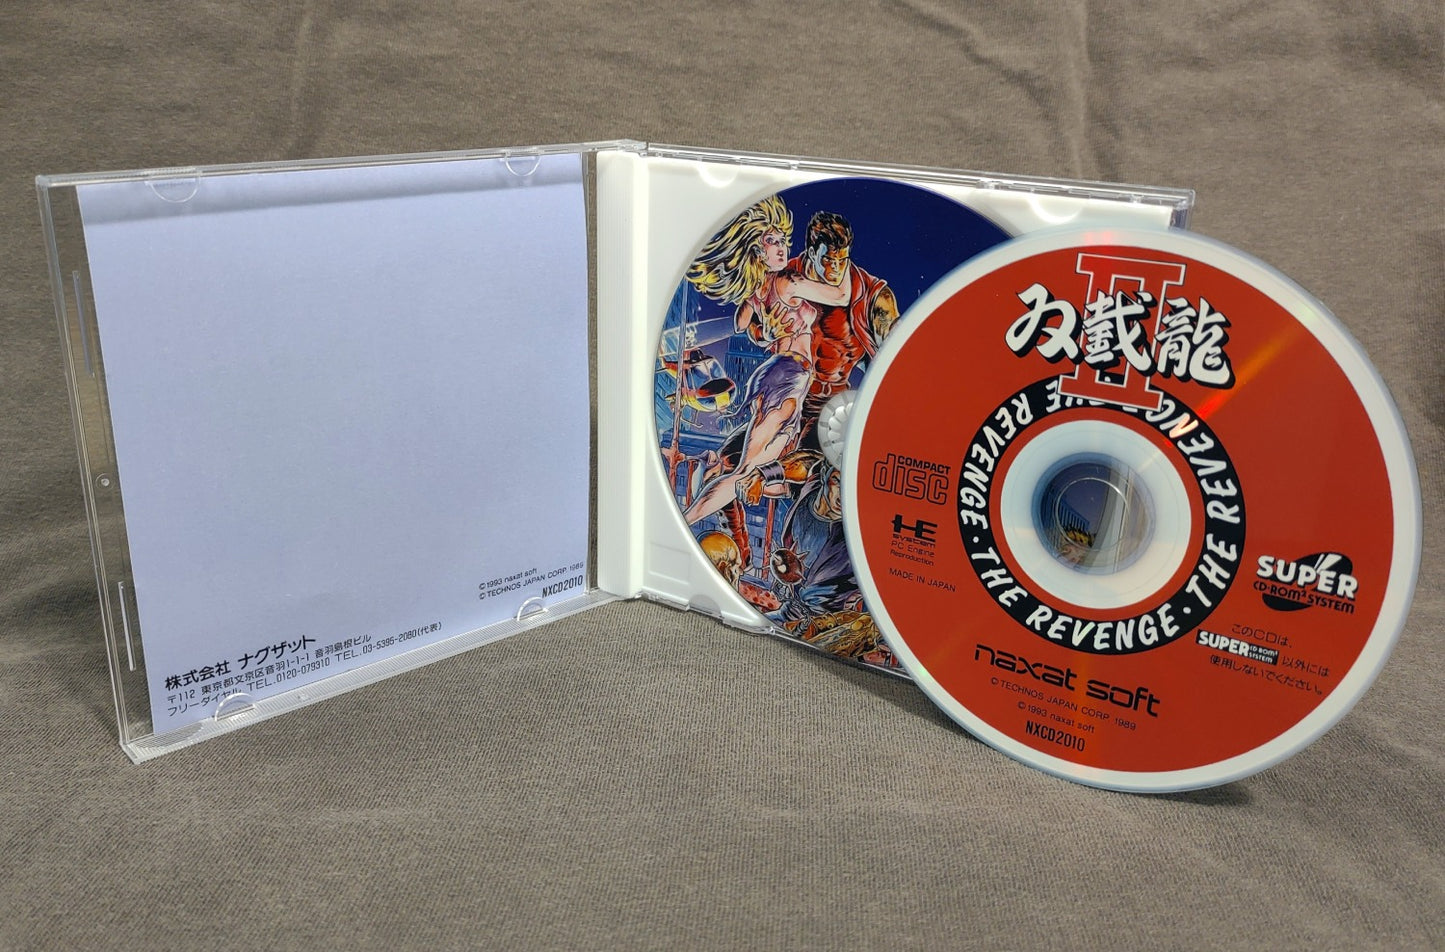 ©1993 naxat soft
©TECHNOS JAPAN CORP. 1989
NXCD2010
株式会社 ナグザット
〒112 東京都文京区音羽1-1-1 音羽島根ビル
フリーダイヤル TEL.0120-079310 TEL.03-5395-2080(代表)
II
双截龍
THE REVENGE・THE REVENGE・THE REVENGE・
COMPACT
disc
HE
system
PC Engine
Reproduction
MADE IN JAPAN
SUPER
CD-ROM² SYSTEM
このCDは、
SUPER CD-ROM² SYSTEM 以外には
使用しないでください。
naxat soft
©TECHNOS JAPAN CORP. 1989
©1993 naxat soft
NXCD2010